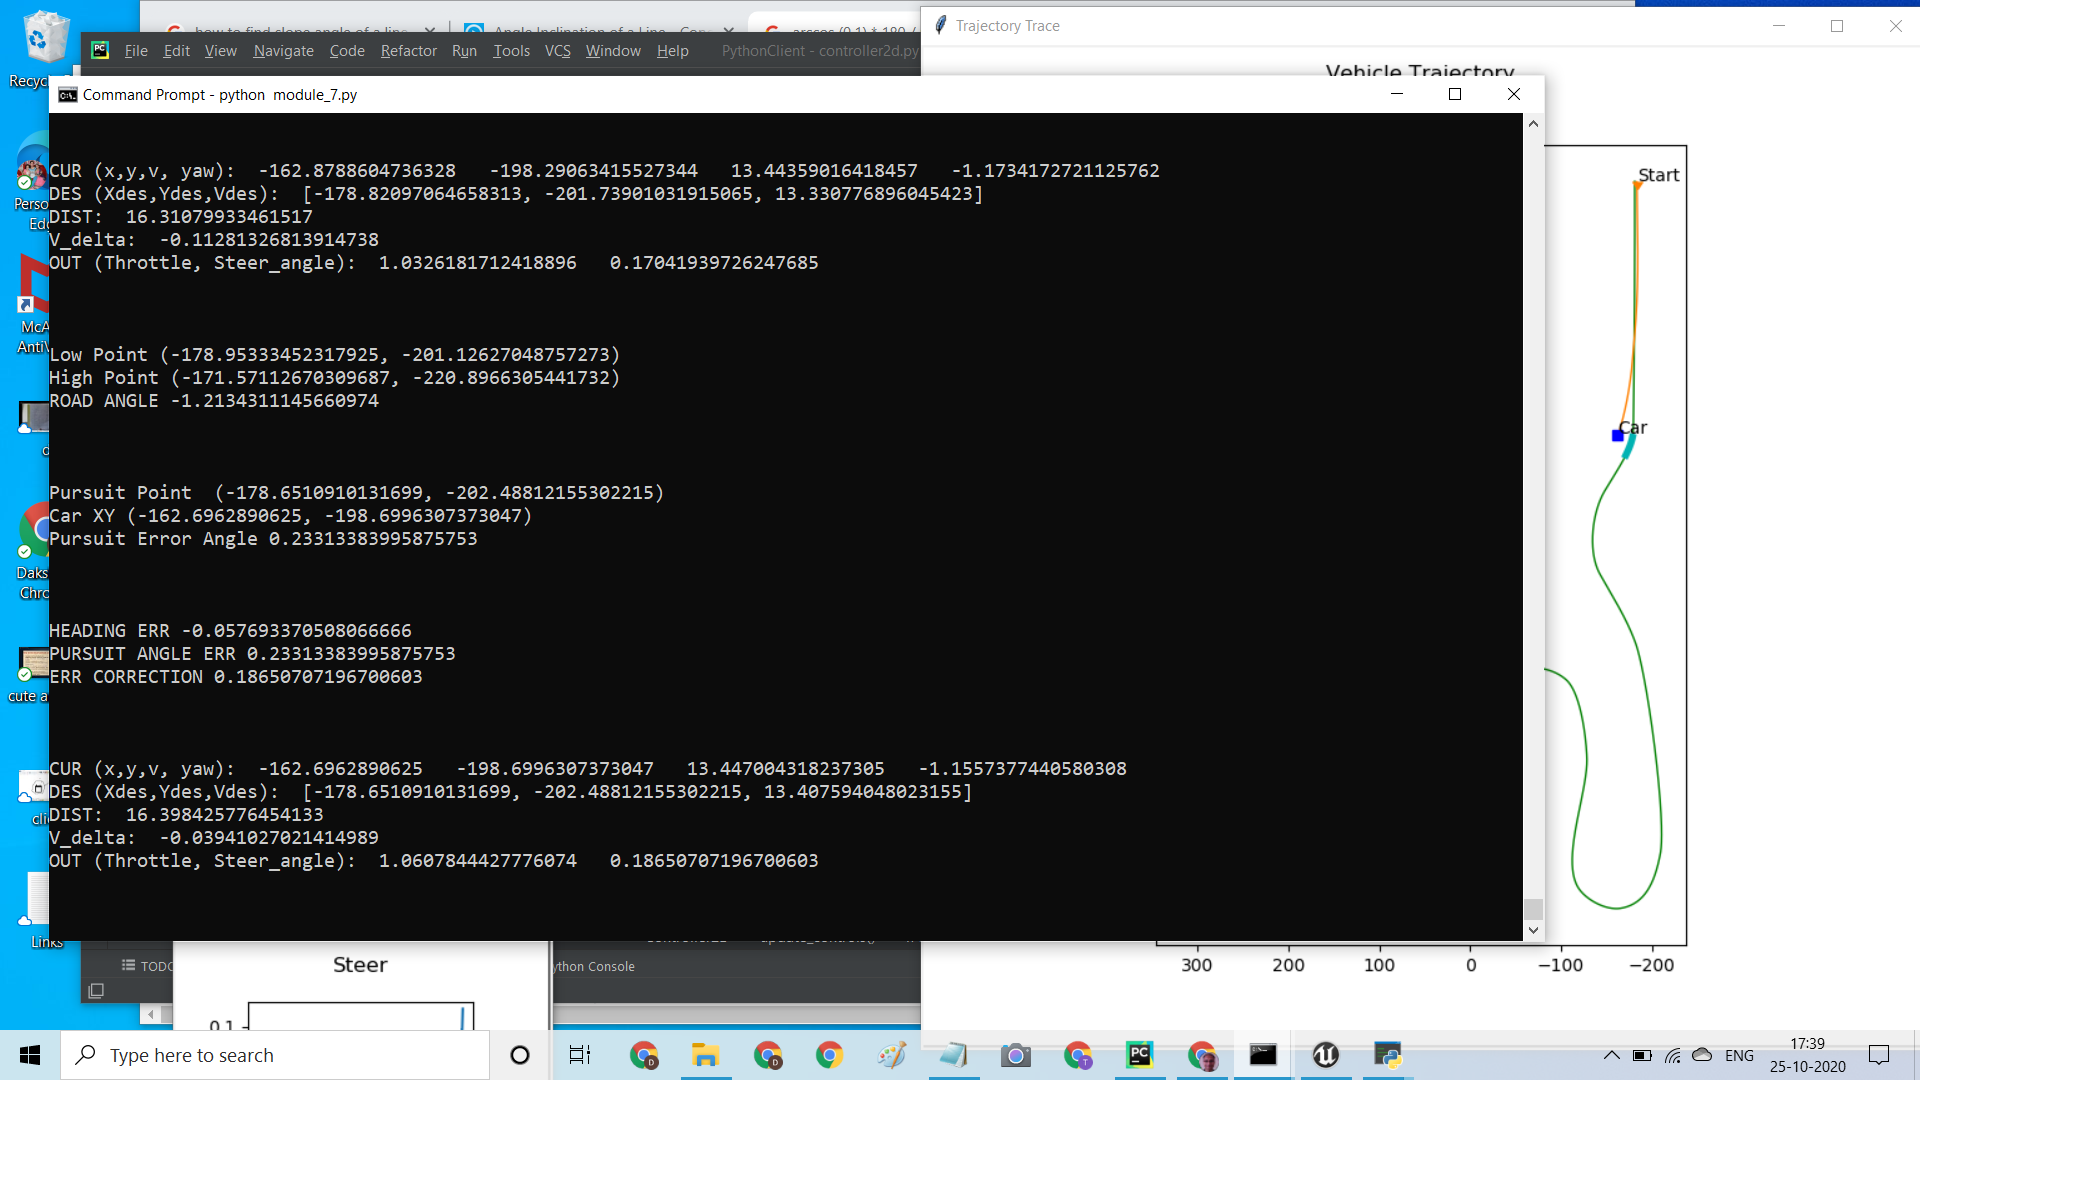 Trajectory Trace
File Edit View Navigate Code Refactor Run Tools VCS Window Help PythonClient - controller2d.py
Vehicle Trajectory
Command Prompt - python  module_7.py
CUR (x,y,v, yaw):  -162.8788604736328   -198.29063415527344   13.44359016418457   -1.1734172721125762
DES (Xdes,Ydes,Vdes):  [-178.82097064658313, -201.73901031915065, 13.330776896045423]
DIST:  16.31079933461517
V_delta:  -0.11281326813914738
OUT (Throttle, Steer_angle):  1.0326181712418896   0.17041939726247685
Low Point (-178.95333452317925, -201.12627048757273)
High Point (-171.57112670309687, -220.8966305441732)
ROAD ANGLE -1.2134311145660974
Pursuit Point  (-178.6510910131699, -202.48812155302215)
Car XY (-162.6962890625, -198.6996307373047)
Pursuit Error Angle 0.23313383995875753
HEADING ERR -0.057693370508066666
PURSUIT ANGLE ERR 0.23313383995875753
ERR CORRECTION 0.18650707196700603
CUR (x,y,v, yaw):  -162.6962890625   -198.6996307373047   13.447004318237305   -1.1557377440580308
DES (Xdes,Ydes,Vdes):  [-178.6510910131699, -202.48812155302215, 13.407594048023155]
DIST:  16.398425776454133
V_delta:  -0.03941027021414989
OUT (Throttle, Steer_angle):  1.0607844427776074   0.18650707196700603
Start
Car
300 200 100 0 −100 −200
Links
TODO
ython Console
Steer
0.1
Type here to search
ENG
17:39
25-10-2020